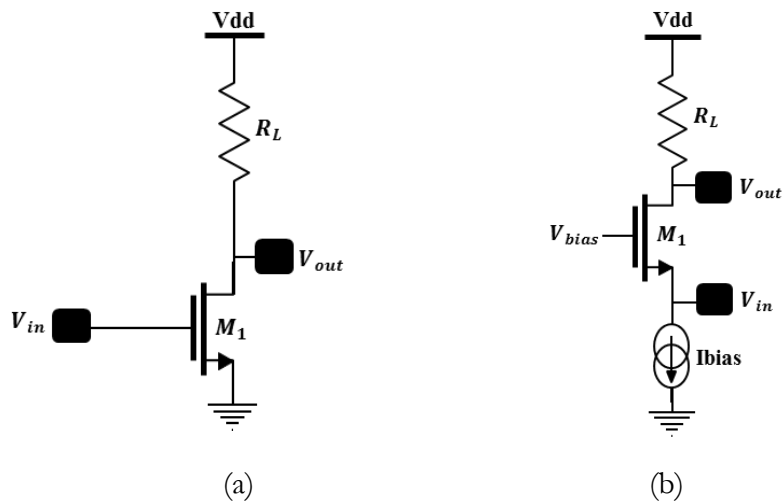 Vdd
R_L
V_out
V_in
M_1
(a)
Vdd
R_L
V_out
V_bias
M_1
V_in
Ibias
(b)